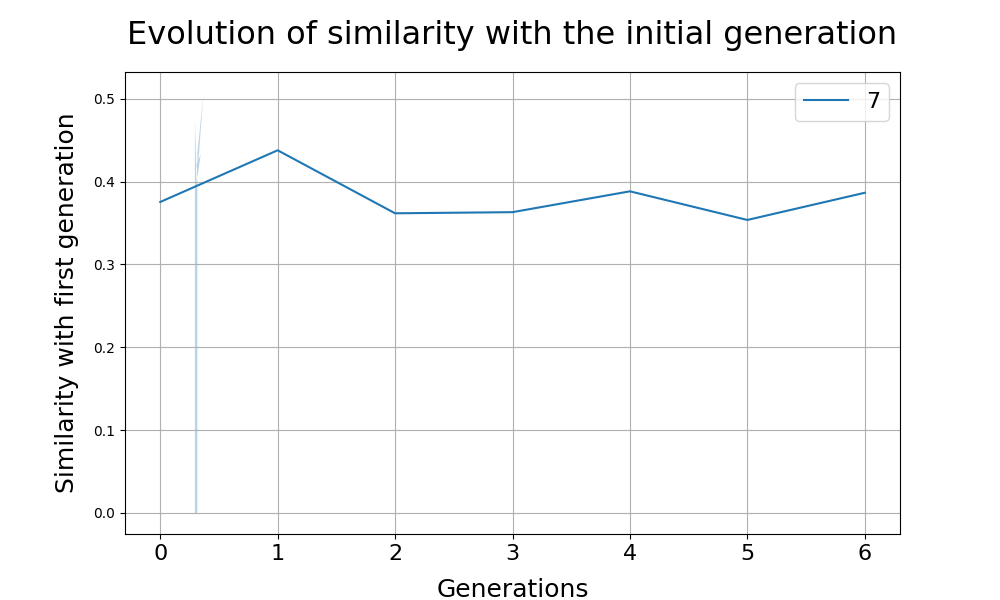 Evolution of similarity with the initial generation
7
Similarity with first generation
0.5
0.4
0.3
0.2
0.1
0.0
0 1 2 3 4 5 6
Generations